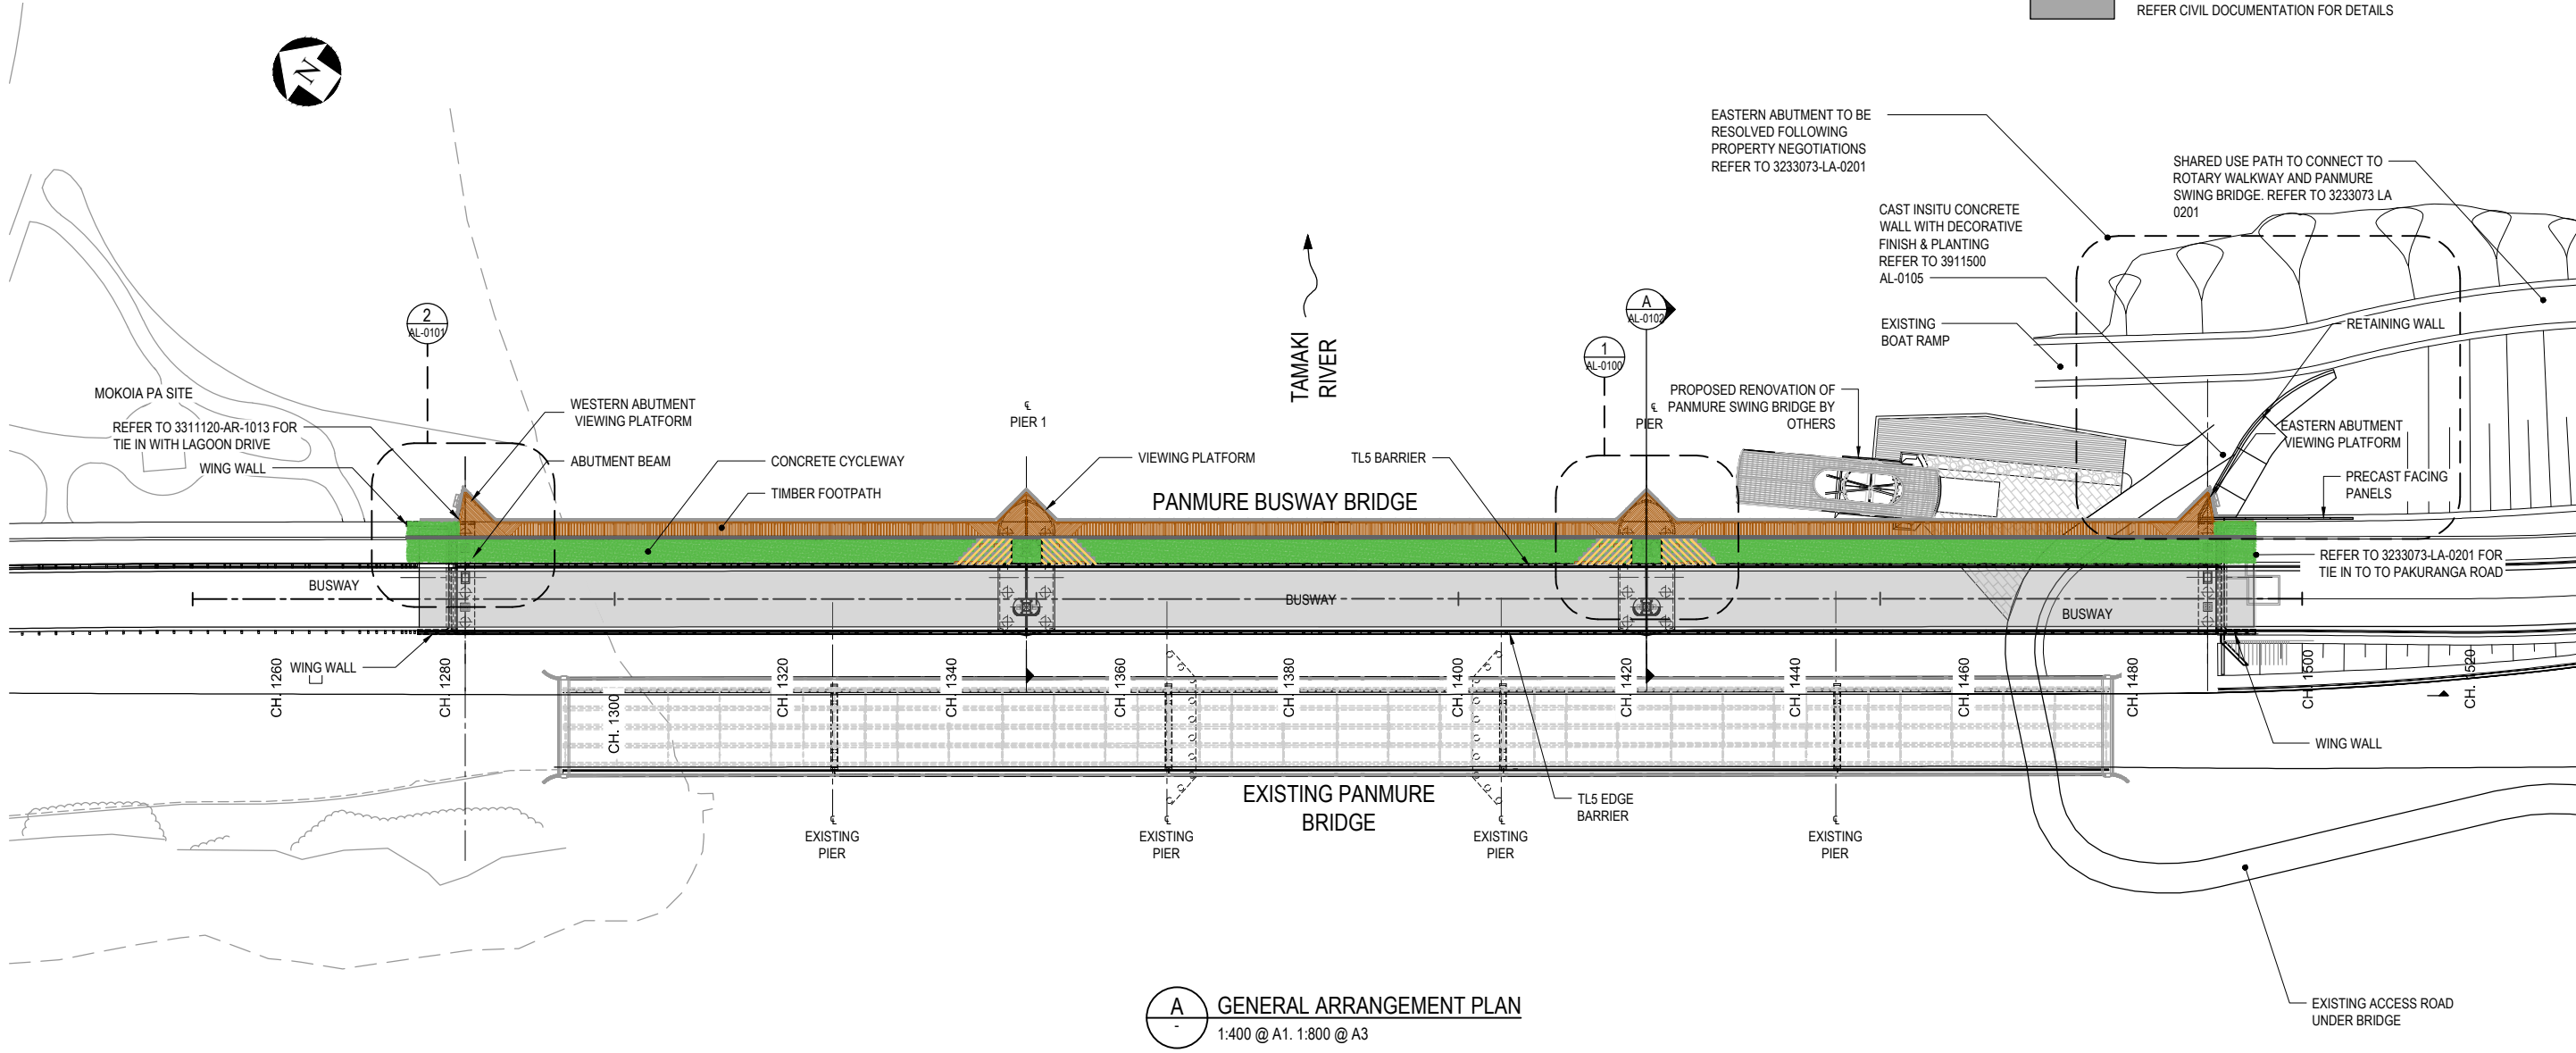 REFER CIVIL DOCUMENTATION FOR DETAILS
N
EASTERN ABUTMENT TO BE
RESOLVED FOLLOWING
PROPERTY NEGOTIATIONS
REFER TO 3233073-LA-0201
SHARED USE PATH TO CONNECT TO
ROTARY WALKWAY AND PANMURE
SWING BRIDGE. REFER TO 3233073 LA
0201
CAST INSITU CONCRETE
WALL WITH DECORATIVE
FINISH & PLANTING
REFER TO 3911500
AL-0105
EXISTING
BOAT RAMP
RETAINING WALL
2
AL-0101
A
AL-0102
1
AL-0100
TAMAKI
RIVER
MOKOIA PA SITE
REFER TO 3311120-AR-1013 FOR
TIE IN WITH LAGOON DRIVE
WING WALL
WESTERN ABUTMENT
VIEWING PLATFORM
ABUTMENT BEAM
CONCRETE CYCLEWAY
TIMBER FOOTPATH
℄
PIER 1
VIEWING PLATFORM
TL5 BARRIER
PANMURE BUSWAY BRIDGE
℄
PIER
PROPOSED RENOVATION OF
PANMURE SWING BRIDGE BY
OTHERS
EASTERN ABUTMENT
VIEWING PLATFORM
PRECAST FACING
PANELS
REFER TO 3233073-LA-0201 FOR
TIE IN TO TO PAKURANGA ROAD
BUSWAY
BUSWAY
BUSWAY
WING WALL
CH. 1260
CH. 1280
CH. 1300
CH. 1320
CH. 1340
CH. 1360
CH. 1380
CH. 1400
CH. 1420
CH. 1440
CH. 1460
CH. 1480
CH. 1500
CH. 1520
WING WALL
EXISTING PANMURE
BRIDGE
TL5 EDGE
BARRIER
℄
EXISTING
PIER
℄
EXISTING
PIER
℄
EXISTING
PIER
℄
EXISTING
PIER
EXISTING ACCESS ROAD
UNDER BRIDGE
A
-
GENERAL ARRANGEMENT PLAN
1:400 @ A1. 1:800 @ A3